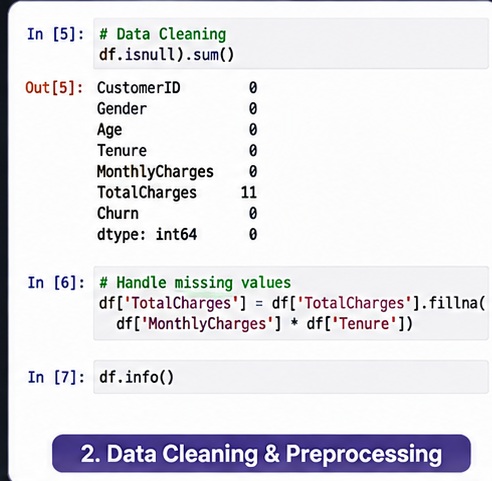 In [5]: # Data Cleaning
df.isnull).sum()
Out[5]: CustomerID 0
Gender 0
Age 0
Tenure 0
MonthlyCharges 0
TotalCharges 11
Churn 0
dtype: int64 0
In [6]: # Handle missing values
df['TotalCharges'] = df['TotalCharges'].fillna(
df['MonthlyCharges'] * df['Tenure'])
In [7]: df.info()
2. Data Cleaning & Preprocessing